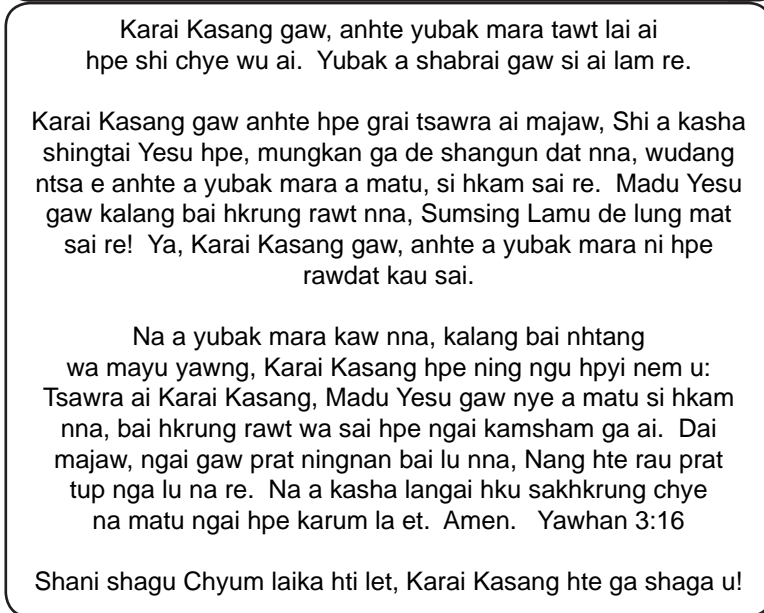 Karai Kasang gaw, anhte yubak mara tawt lai ai
hpe shi chye wu ai.  Yubak a shabrai gaw si ai lam re.
Karai Kasang gaw anhte hpe grai tsawra ai majaw, Shi a kasha
shingtai Yesu hpe, mungkan ga de shangun dat nna, wudang
ntsa e anhte a yubak mara a matu, si hkam sai re.  Madu Yesu
gaw kalang bai hkrung rawt nna, Sumsing Lamu de lung mat
sai re!  Ya, Karai Kasang gaw, anhte a yubak mara ni hpe
rawdat kau sai.
Na a yubak mara kaw nna, kalang bai nhtang
wa mayu yawng, Karai Kasang hpe ning ngu hpyi nem u:
Tsawra ai Karai Kasang, Madu Yesu gaw nye a matu si hkam
nna, bai hkrung rawt wa sai hpe ngai kamsham ga ai.  Dai
majaw, ngai gaw prat ningnan bai lu nna, Nang hte rau prat
tup nga lu na re.  Na a kasha langai hku sakhkrung chye
na matu ngai hpe karum la et.  Amen.   Yawhan 3:16
Shani shagu Chyum laika hti let, Karai Kasang hte ga shaga u!